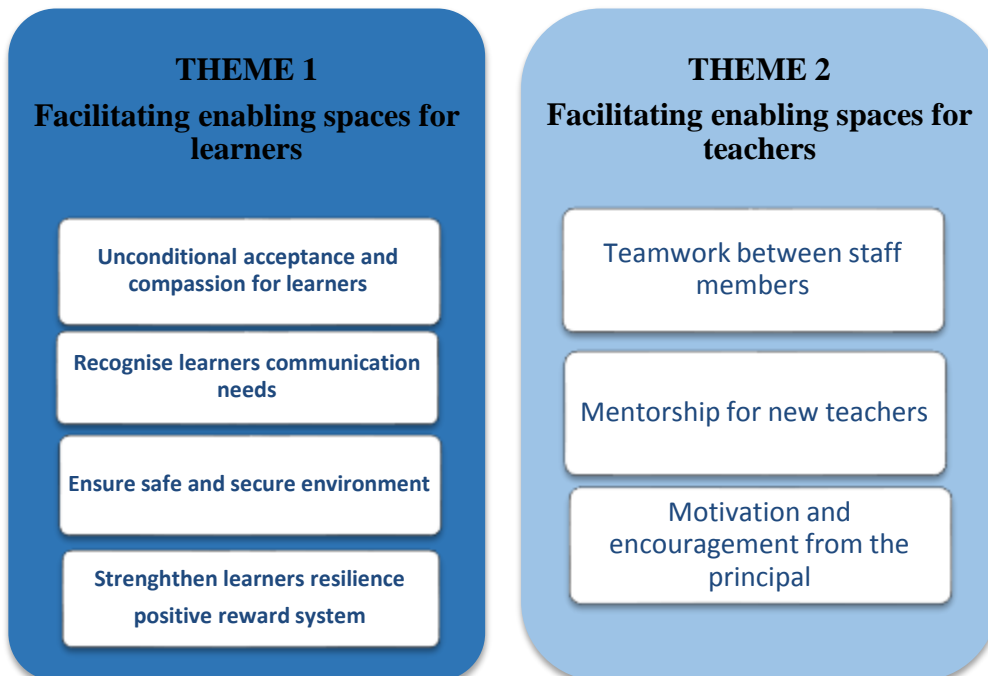 THEME 1
Facilitating enabling spaces for
learners
Unconditional acceptance and
compassion for learners
Recognise learners communication
needs
Ensure safe and secure environment
Strenghthen learners resilience
positive reward system
THEME 2
Facilitating enabling spaces for
teachers
Teamwork between staff
members
Mentorship for new teachers
Motivation and
encouragement from the
principal